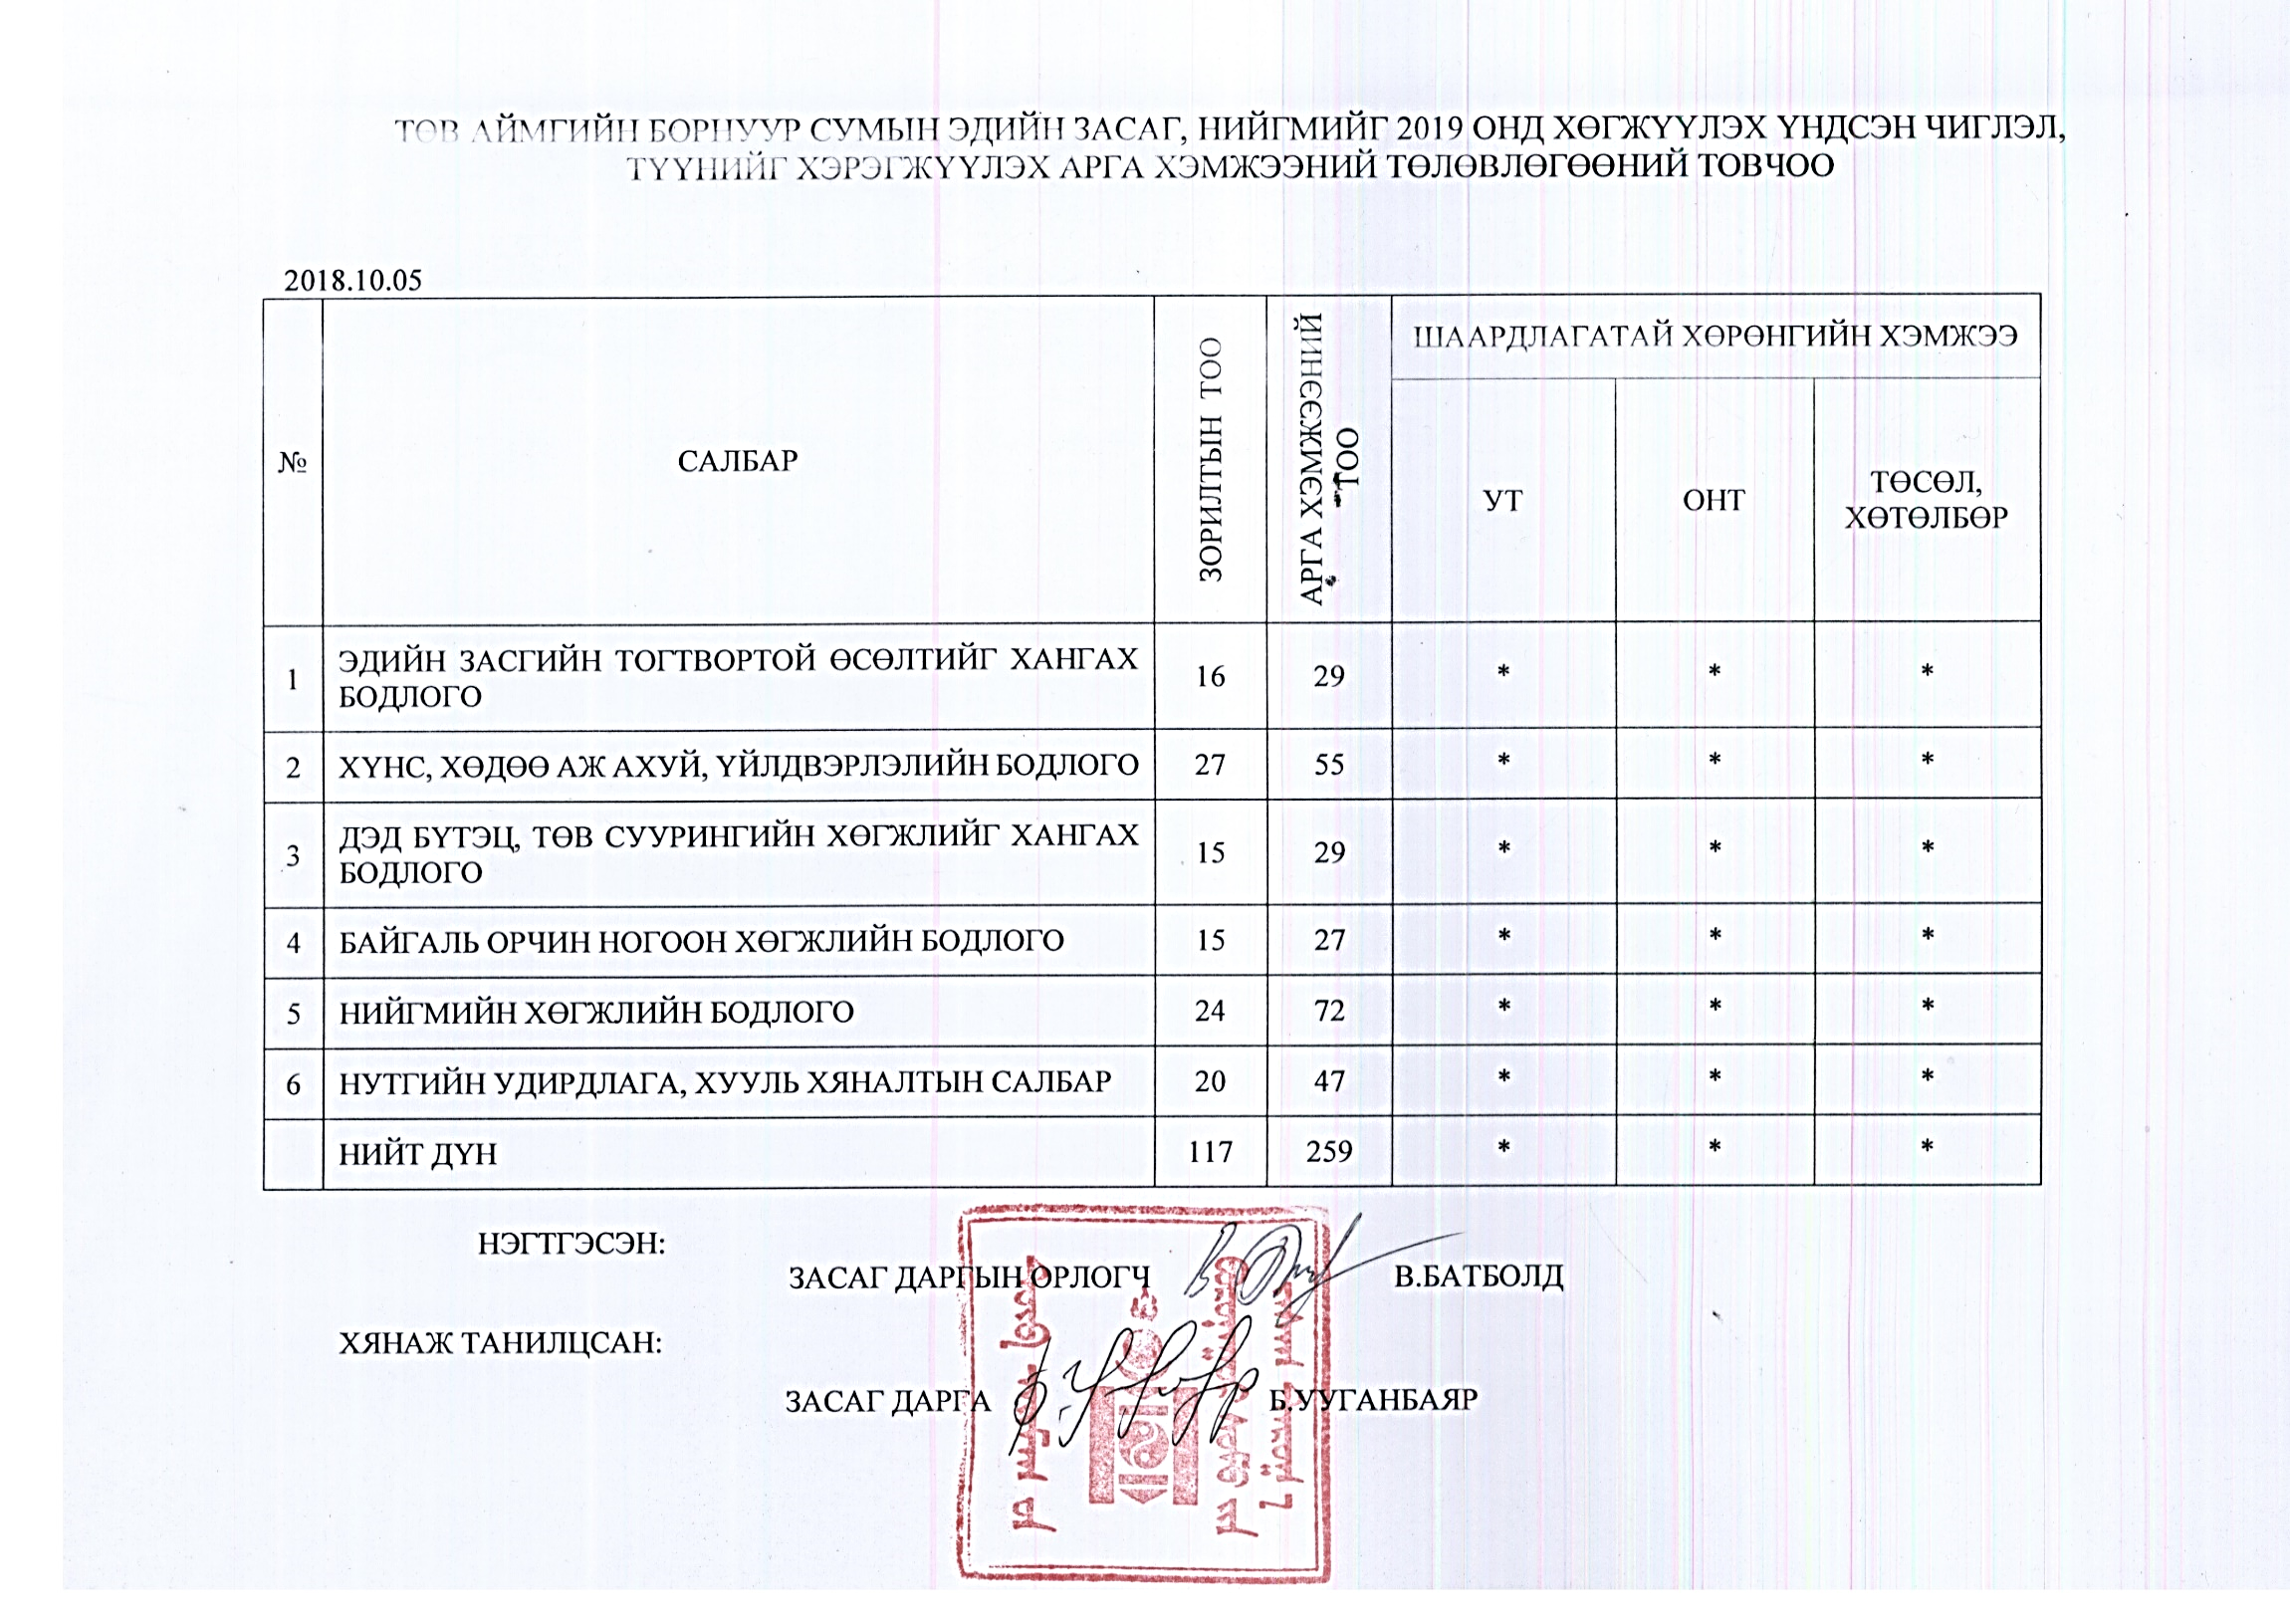 ТӨВ АЙМГИЙН БОРНУУР СУМЫН ЭДИЙН ЗАСАГ, НИЙГМИЙГ 2019 ОНД ХӨГЖҮҮЛЭХ ҮНДСЭН ЧИГЛЭЛ,
ТҮҮНИЙГ ХЭРЭГЖҮҮЛЭХ АРГА ХЭМЖЭЭНИЙ ТӨЛӨВЛӨГӨӨНИЙ ТОВЧОО
2018.10.05
№ САЛБАР ЗОРИЛТЫН ТОО АРГА ХЭМЖЭЭНИЙ ТОО ШААРДЛАГАТАЙ ХӨРӨНГИЙН ХЭМЖЭЭ
УТ ОНТ ТӨСӨЛ,
ХӨТӨЛБӨР
1 ЭДИЙН ЗАСГИЙН ТОГТВОРТОЙ ӨСӨЛТИЙГ ХАНГАХ
БОДЛОГО 16 29 * * *
2 ХҮНС, ХӨДӨӨ АЖ АХУЙ, ҮЙЛДВЭРЛЭЛИЙН БОДЛОГО 27 55 * * *
3 ДЭД БҮТЭЦ, ТӨВ СУУРИНГИЙН ХӨГЖЛИЙГ ХАНГАХ
БОДЛОГО 15 29 * * *
4 БАЙГАЛЬ ОРЧИН НОГООН ХӨГЖЛИЙН БОДЛОГО 15 27 * * *
5 НИЙГМИЙН ХӨГЖЛИЙН БОДЛОГО 24 72 * * *
6 НУТГИЙН УДИРДЛАГА, ХУУЛЬ ХЯНАЛТЫН САЛБАР 20 47 * * *
НИЙТ ДҮН 117 259 * * *
НЭГТГЭСЭН:
ЗАСАГ ДАРГЫН ОРЛОГЧ В.БАТБОЛД
ХЯНАЖ ТАНИЛЦСАН:
ЗАСАГ ДАРГА Б.УУГАНБАЯР